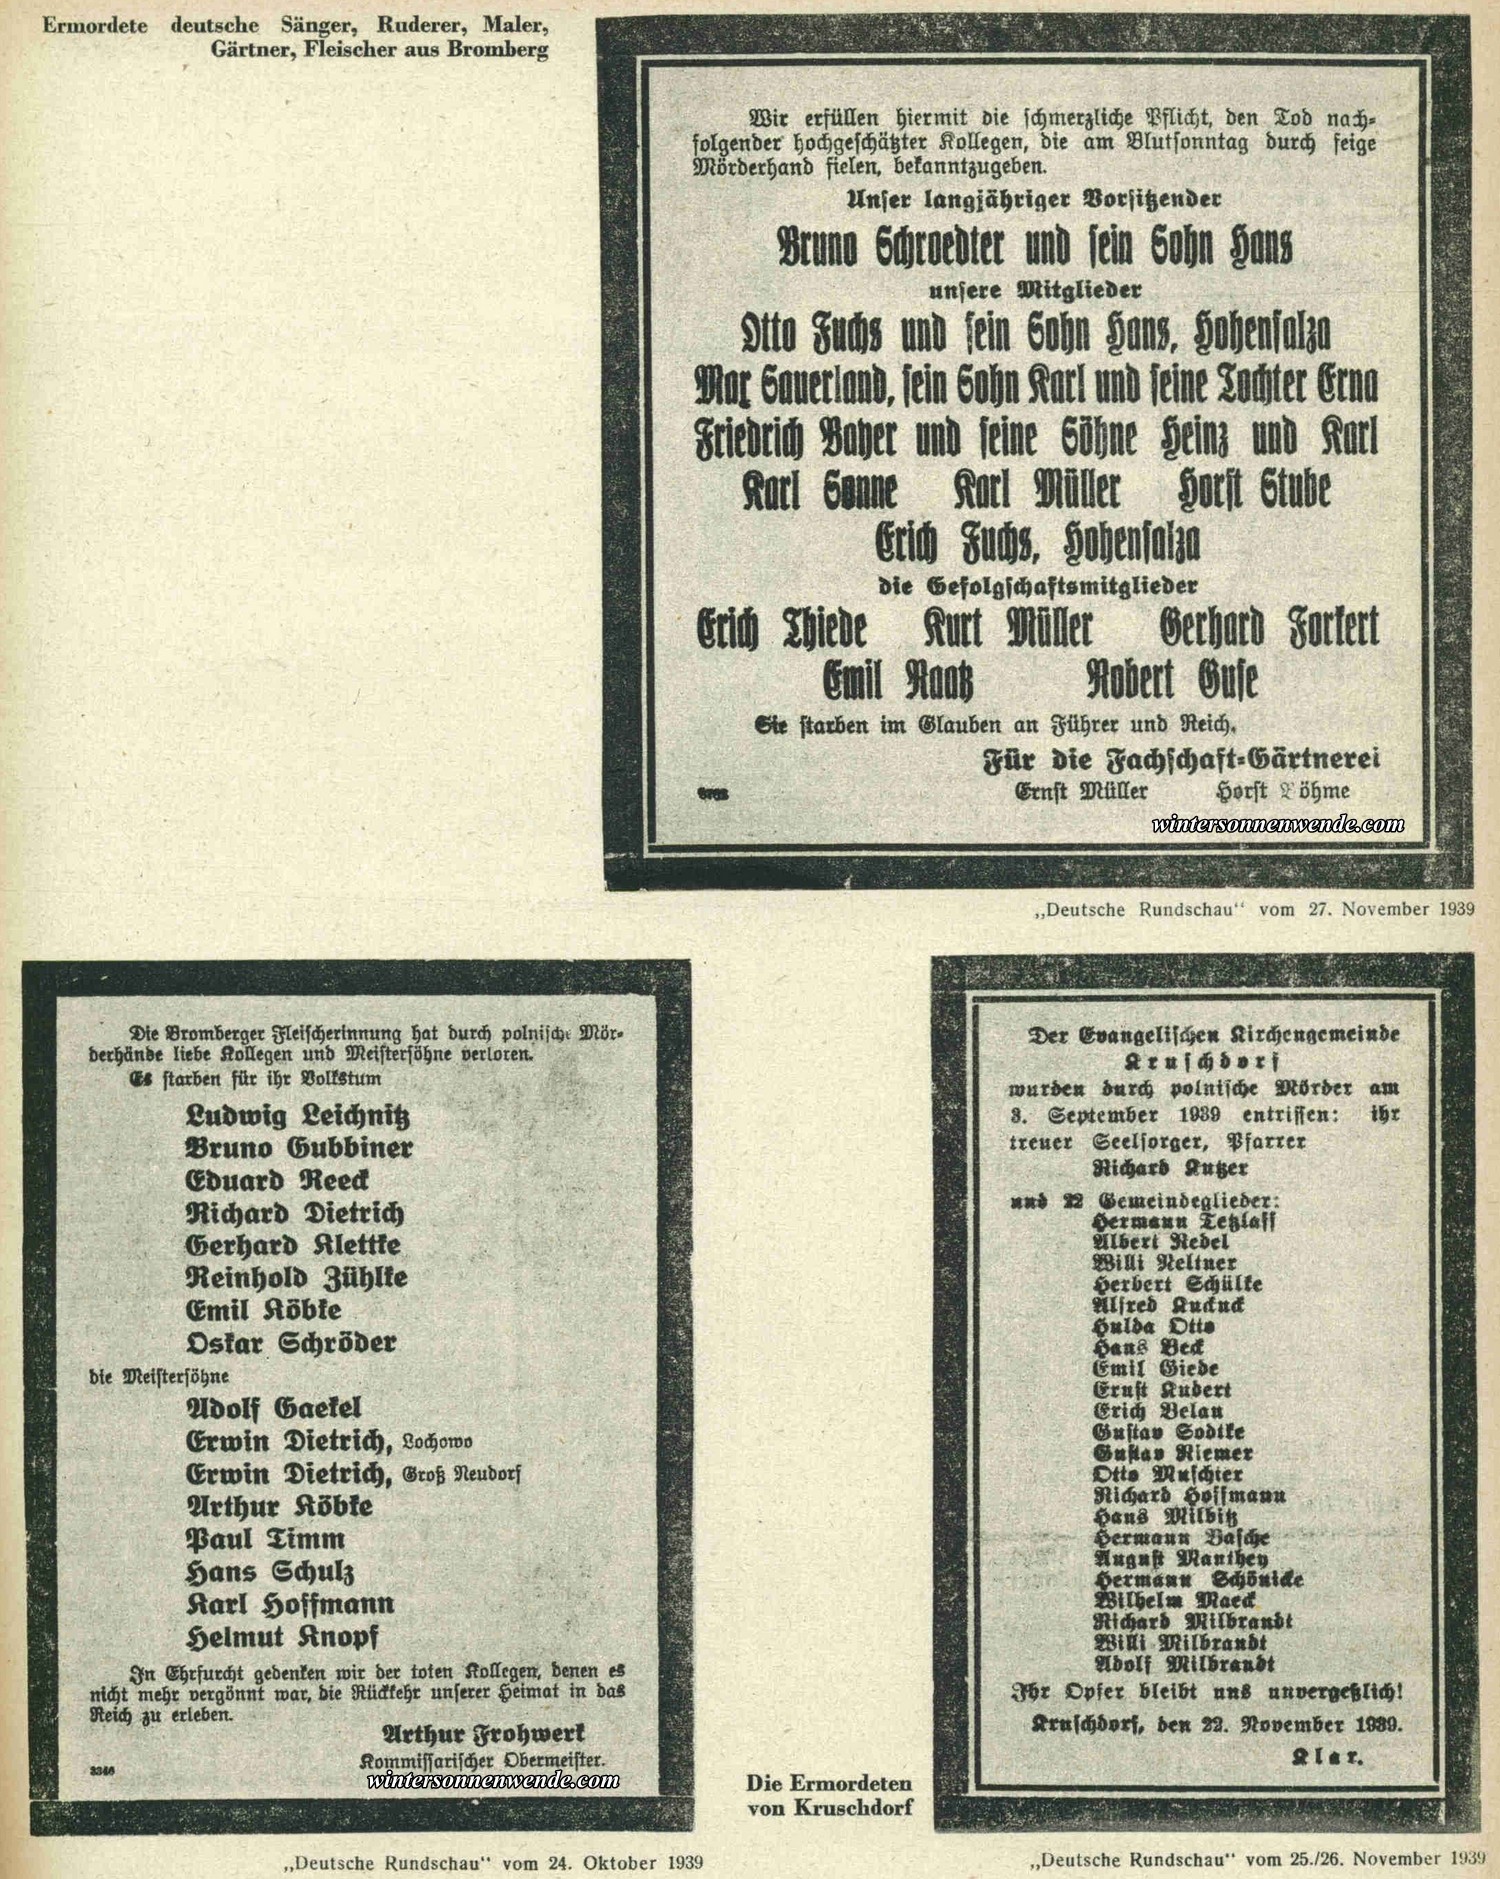 Ermordete deutsche Sänger, Ruderer, Maler,
Gärtner, Fleischer aus Bromberg
Wir erfüllen hiermit die schmerzliche Pflicht, den Tod nach-
folgender hochgeschätzter Kollegen, die am Blutsonntag durch feige
Mörderhand fielen, bekanntzugeben.
Unser langjähriger Vorsitzender
Bruno Schroedter und sein Sohn Hans
unsere Mitglieder
Otto Fuchs und sein Sohn Hans, Hohensalza
Max Sauerland, sein Sohn Karl und seine Tochter Erna
Friedrich Bayer und seine Söhne Heinz und Karl
Karl Sonne Karl Müller Horst Stube
Erich Fuchs, Hohensalza
die Gefolgschaftsmitglieder
Erich Thiede Kurt Müller Gerhard Forkert
Emil Raatz Robert Guse
Sie starben im Glauben an Führer und Reich.
Für die Fachschaft-Gärtnerei
Ernst Müller Horst Böhme
wintersonnenwende.com
„Deutsche Rundschau“ vom 27. November 1939
Die Bromberger Fleischerinnung hat durch polnische Mör-
derhände liebe Kollegen und Meistersöhne verloren.
Es starben für ihr Volkstum
Ludwig Leichnitz
Bruno Gubbiner
Eduard Reeck
Richard Dietrich
Gerhard Klettke
Reinhold Zühlke
Emil Köbke
Oskar Schröder
die Meistersöhne
Adolf Gaekel
Erwin Dietrich, Lochowo
Erwin Dietrich, Groß Neudorf
Arthur Köbke
Paul Timm
Hans Schulz
Karl Hoffmann
Helmut Knopf
In Ehrfurcht gedenken wir der toten Kollegen, denen es
nicht mehr vergönnt war, die Rückkehr unserer Heimat in das
Reich zu erleben.
Arthur Frohwerk
Kommissarischer Obermeister.
3346
wintersonnenwende.com
„Deutsche Rundschau“ vom 24. Oktober 1939
Die Ermordeten
von Kruschdorf
Der Evangelischen Kirchengemeinde
Kruschdorf
wurden durch polnische Mörder am
3. September 1939 entrissen: ihr
treuer Seelsorger, Pfarrer
Richard Kutzer
und 22 Gemeindeglieder:
Hermann Tetzlaff
Albert Redel
Willi Neltner
Herbert Schülke
Alfred Kuckuck
Hulda Otto
Hans Beck
Emil Giede
Ernst Kubert
Erich Belau
Gustav Sodtke
Gustav Riemer
Otto Muschier
Richard Hoffmann
Hans Milbitz
Hermann Basche
August Manthey
Hermann Schönicke
Wilhelm Maeck
Richard Milbrandt
Willi Milbrandt
Adolf Milbrandt
Ihr Opfer bleibt uns unvergeßlich!
Kruschdorf, den 22. November 1939.
Klar.
„Deutsche Rundschau“ vom 25./26. November 1939